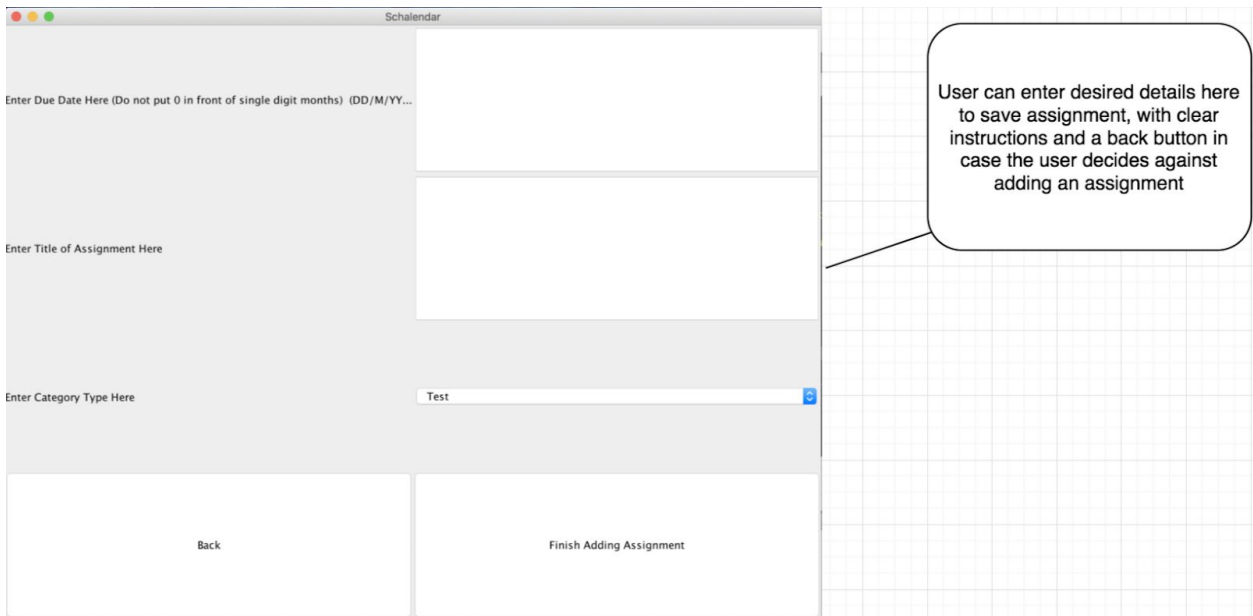 Schalendar
Enter Due Date Here (Do not put 0 in front of single digit months) (DD/M/YY...
Enter Title of Assignment Here
Enter Category Type Here
Test
Back
Finish Adding Assignment
User can enter desired details here
to save assignment, with clear
instructions and a back button in
case the user decides against
adding an assignment